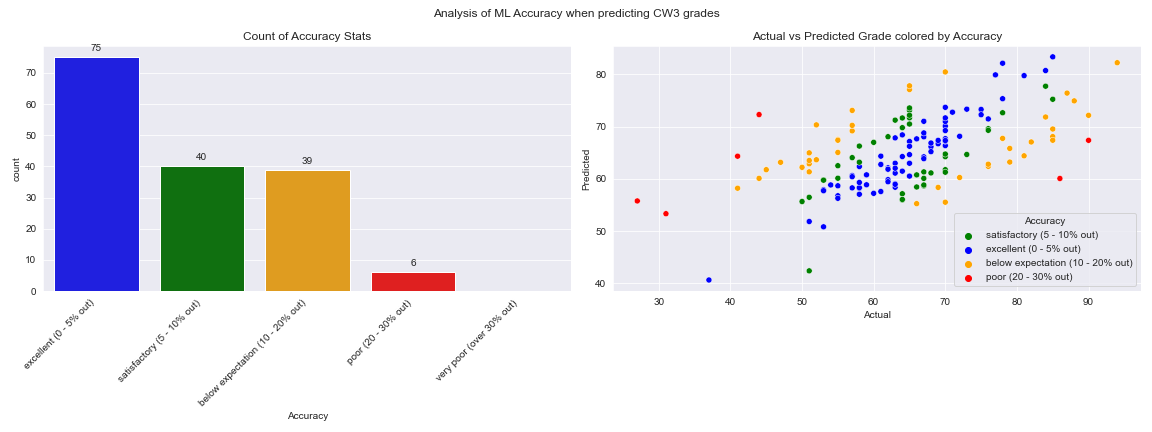 Analysis of ML Accuracy when predicting CW3 grades
Count of Accuracy Stats
75
40
39
6
70
60
50
40
30
20
10
0
count
excellent (0 - 5% out)
satisfactory (5 - 10% out)
below expectation (10 - 20% out)
poor (20 - 30% out)
very poor (over 30% out)
Accuracy
Actual vs Predicted Grade colored by Accuracy
80
70
60
50
40
Predicted
Accuracy
satisfactory (5 - 10% out)
excellent (0 - 5% out)
below expectation (10 - 20% out)
poor (20 - 30% out)
30
40
50
60
70
80
90
Actual